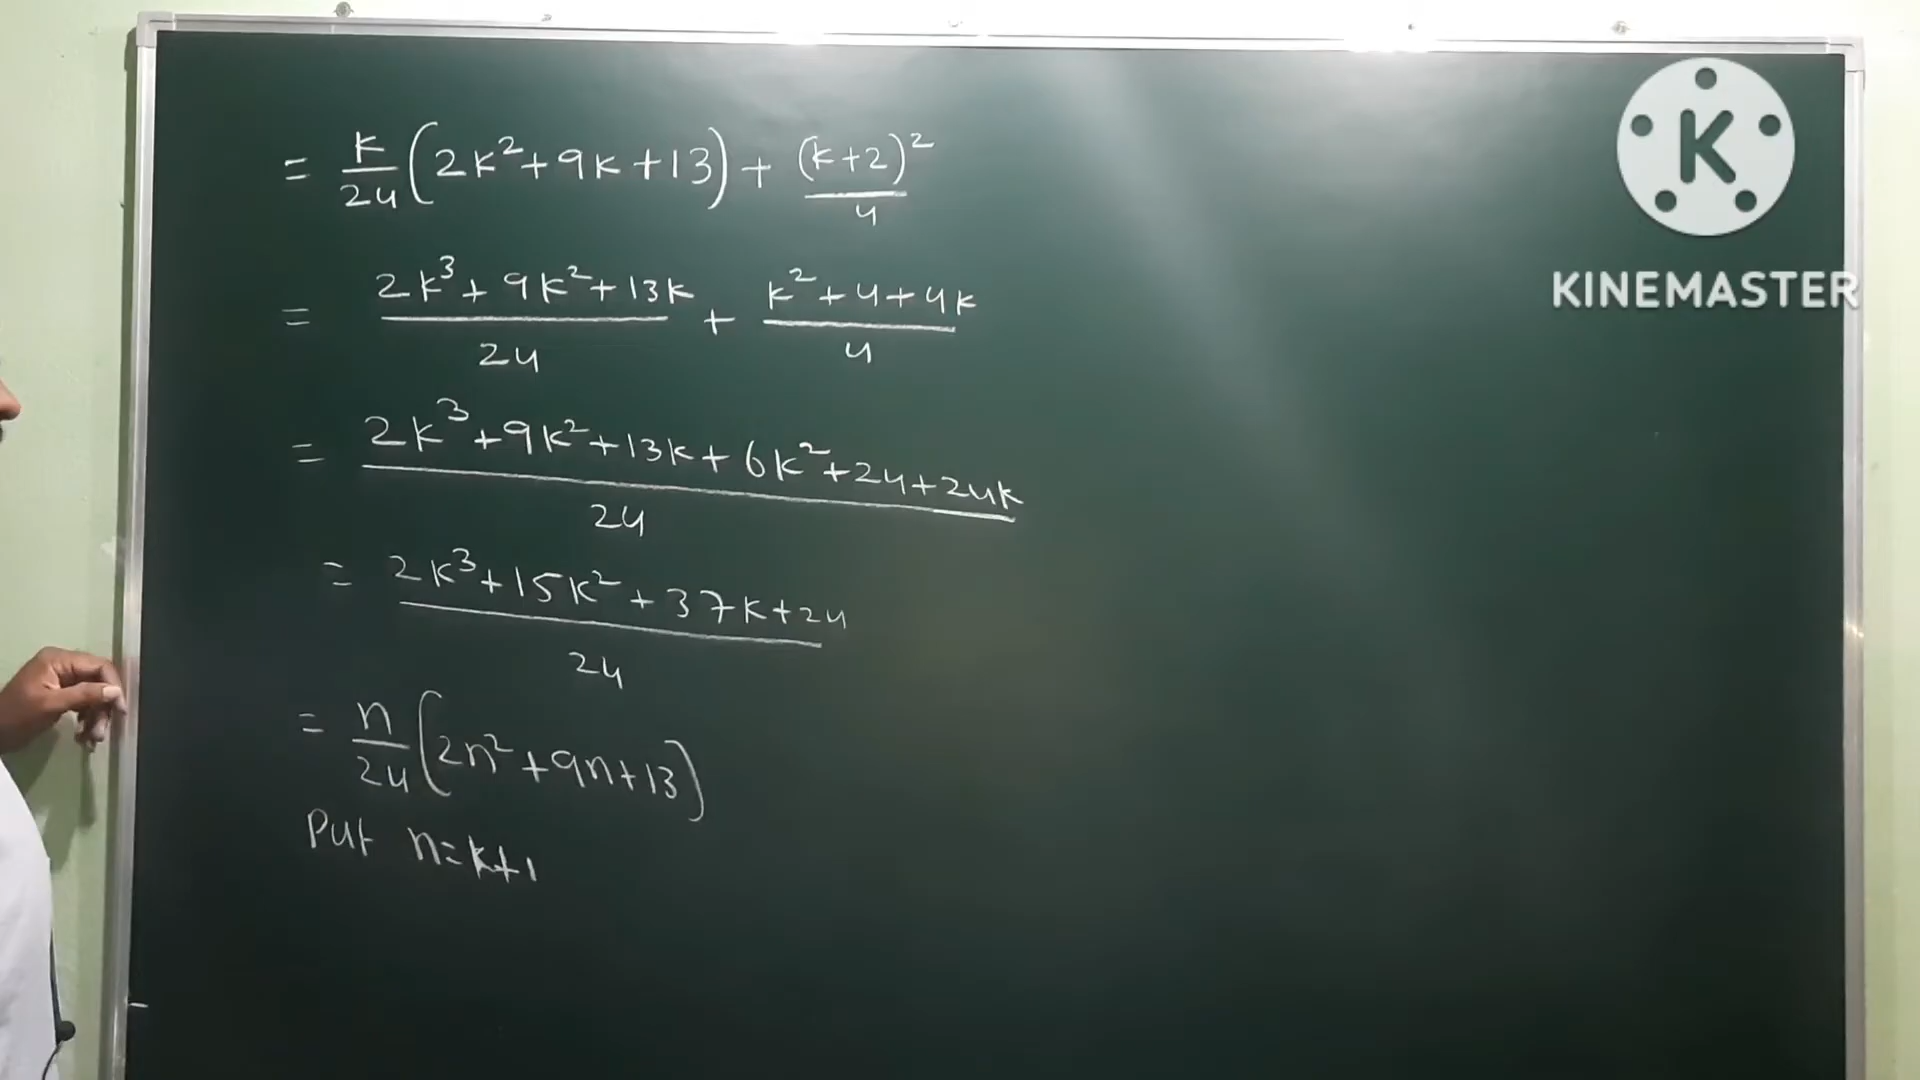 = k/24 (2k²+9k+13) + (k+2)²/4
= 2k³+9k²+13k/24 + k²+4+4k/4
= 2k³+9k²+13k+6k²+24+24k/24
= 2k³+15k²+37k+24/24
= n/24 (2n²+9n+13)
Put n=k+1
K
KINEMASTER